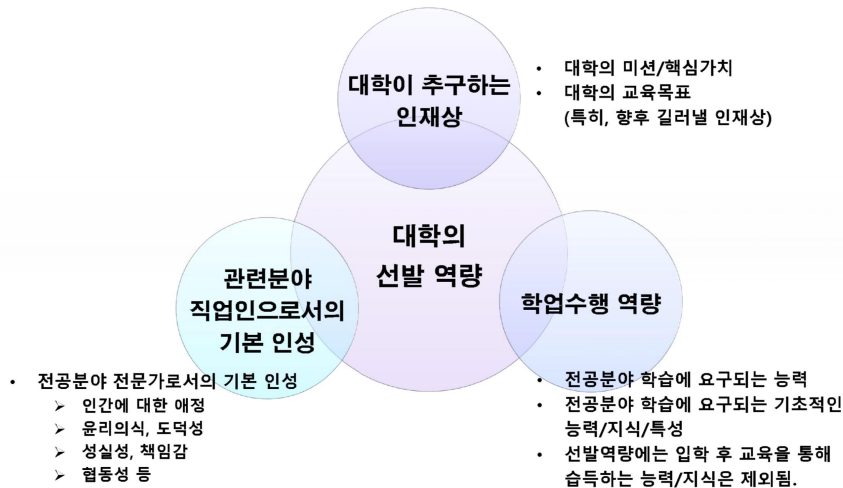 대학이 추구하는
인재상
• 대학의 미션/핵심가치
• 대학의 교육목표
(특히, 향후 길러낼 인재상)
대학의
선발 역량
관련분야
직업인으로서의
기본 인성
학업수행 역량
• 전공분야 전문가로서의 기본 인성
➢ 인간에 대한 애정
➢ 윤리의식, 도덕성
➢ 성실성, 책임감
➢ 협동성 등
• 전공분야 학습에 요구되는 능력
• 전공분야 학습에 요구되는 기초적인
능력/지식/특성
• 선발역량에는 입학 후 교육을 통해
습득하는 능력/지식은 제외됨.